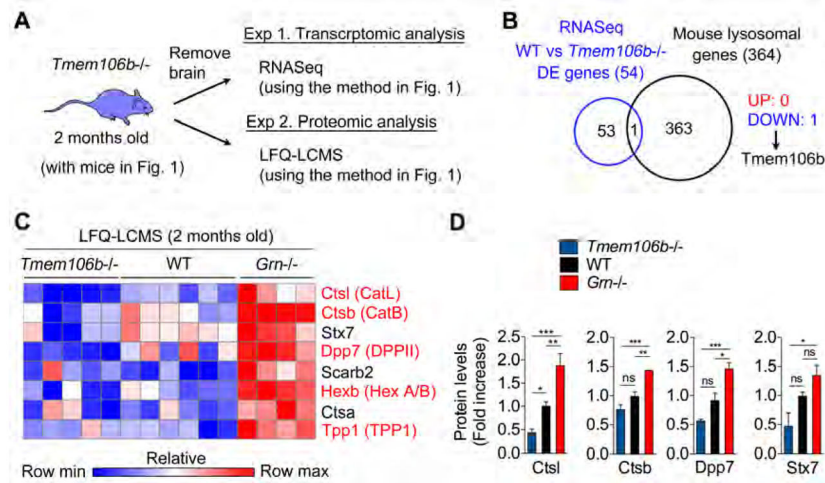 A
Tmem106b-/-
2 months old
(with mice in Fig. 1)
Remove
brain
Exp 1. Transcrptomic analysis
RNASeq
(using the method in Fig. 1)
Exp 2. Proteomic analysis
LFQ-LCMS
(using the method in Fig. 1)
B
RNASeq
WT vs Tmem106b-/-
DE genes (54)
Mouse lysosomal
genes (364)
53
1
363
UP: 0
DOWN: 1
Tmem106b
C
LFQ-LCMS (2 months old)
Tmem106b-/- WT Grn-/-
Ctsl (CatL)
Ctsb (CatB)
Stx7
Dpp7 (DPPII)
Scarb2
Hexb (Hex A/B)
Ctsa
Tpp1 (TPP1)
Relative
Row min Row max
D
Tmem106b-/-
WT
Grn-/-
Protein levels
(Fold increase)
2.5
2.0
1.5
1.0
0.5
0.0
***
**
*
Ctsl
2.0
1.5
1.0
0.5
0.0
***
**
ns
Ctsb
2.0
1.5
1.0
0.5
0.0
***
*
ns
Dpp7
2.0
1.5
1.0
0.5
0.0
*
ns
ns
Stx7